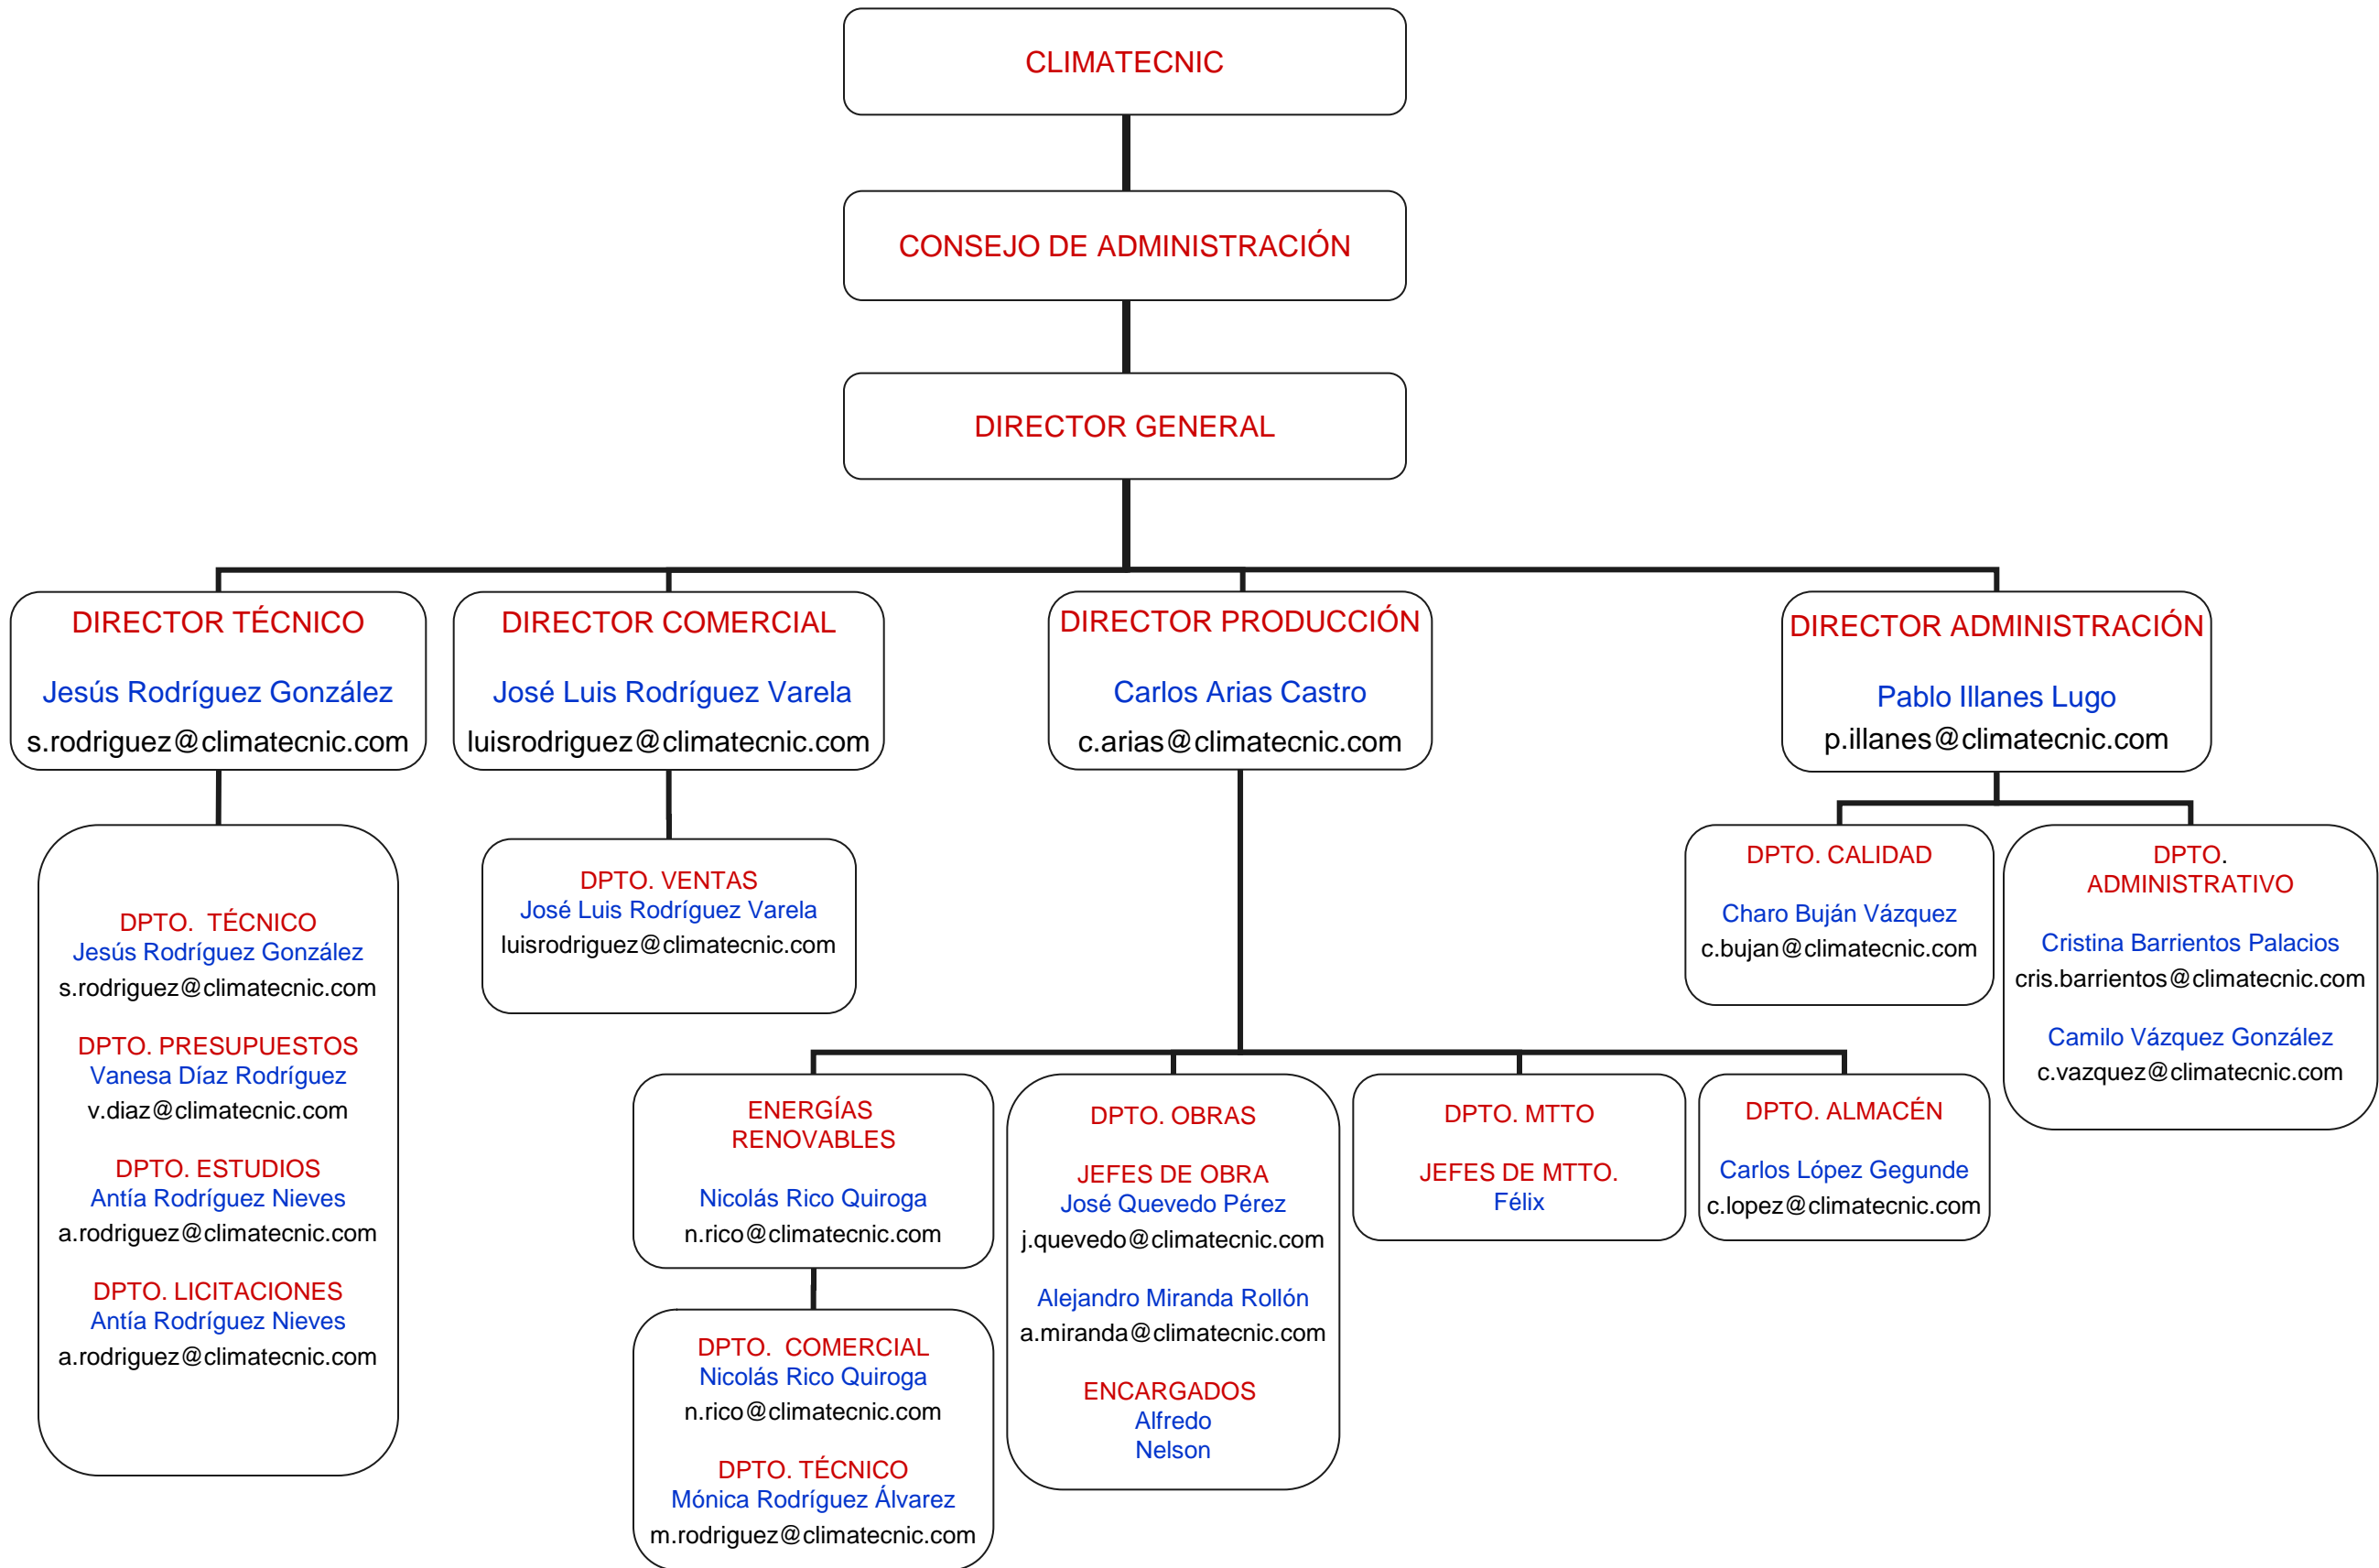 CLIMATECNIC
CONSEJO DE ADMINISTRACIÓN
DIRECTOR GENERAL
DIRECTOR TÉCNICO
Jesús Rodríguez González
s.rodriguez@climatecnic.com
DIRECTOR COMERCIAL
José Luis Rodríguez Varela
luisrodriguez@climatecnic.com
DIRECTOR PRODUCCIÓN
Carlos Arias Castro
c.arias@climatecnic.com
DIRECTOR ADMINISTRACIÓN
Pablo Illanes Lugo
p.illanes@climatecnic.com
DPTO. TÉCNICO
Jesús Rodríguez González
s.rodriguez@climatecnic.com
DPTO. PRESUPUESTOS
Vanesa Díaz Rodríguez
v.diaz@climatecnic.com
DPTO. ESTUDIOS
Antía Rodríguez Nieves
a.rodriguez@climatecnic.com
DPTO. LICITACIONES
Antía Rodríguez Nieves
a.rodriguez@climatecnic.com
DPTO. VENTAS
José Luis Rodríguez Varela
luisrodriguez@climatecnic.com
ENERGÍAS
RENOVABLES
Nicolás Rico Quiroga
n.rico@climatecnic.com
DPTO. COMERCIAL
Nicolás Rico Quiroga
n.rico@climatecnic.com
DPTO. TÉCNICO
Mónica Rodríguez Álvarez
m.rodriguez@climatecnic.com
DPTO. OBRAS
JEFES DE OBRA
José Quevedo Pérez
j.quevedo@climatecnic.com
Alejandro Miranda Rollón
a.miranda@climatecnic.com
ENCARGADOS
Alfredo
Nelson
DPTO. MTTO
JEFES DE MTTO.
Félix
DPTO. ALMACÉN
Carlos López Gegunde
c.lopez@climatecnic.com
DPTO. CALIDAD
Charo Buján Vázquez
c.bujan@climatecnic.com
DPTO.
ADMINISTRATIVO
Cristina Barrientos Palacios
cris.barrientos@climatecnic.com
Camilo Vázquez González
c.vazquez@climatecnic.com